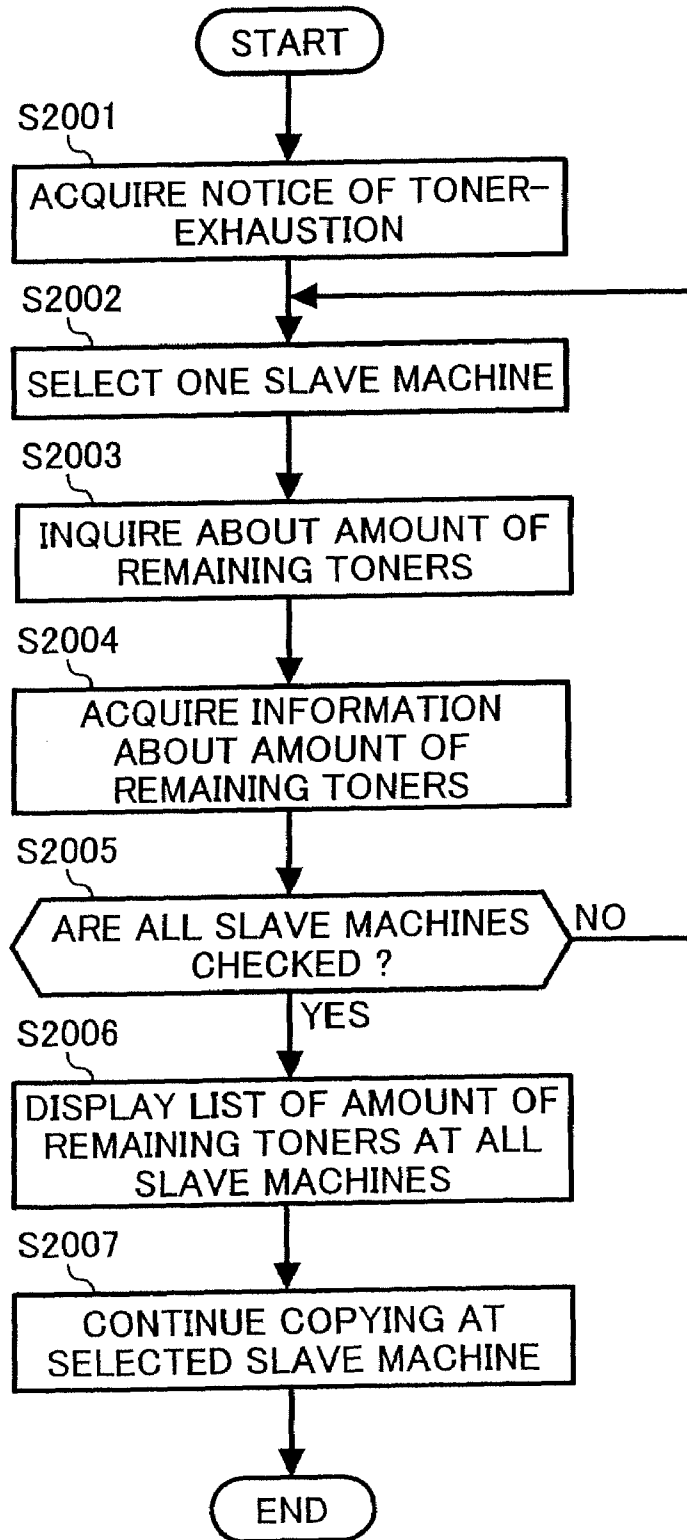 START
S2001
ACQUIRE NOTICE OF TONER-
EXHAUSTION
S2002
SELECT ONE SLAVE MACHINE
S2003
INQUIRE ABOUT AMOUNT OF
REMAINING TONERS
S2004
ACQUIRE INFORMATION
ABOUT AMOUNT OF
REMAINING TONERS
S2005
ARE ALL SLAVE MACHINES
CHECKED ?
NO
YES
S2006
DISPLAY LIST OF AMOUNT OF
REMAINING TONERS AT ALL
SLAVE MACHINES
S2007
CONTINUE COPYING AT
SELECTED SLAVE MACHINE
END